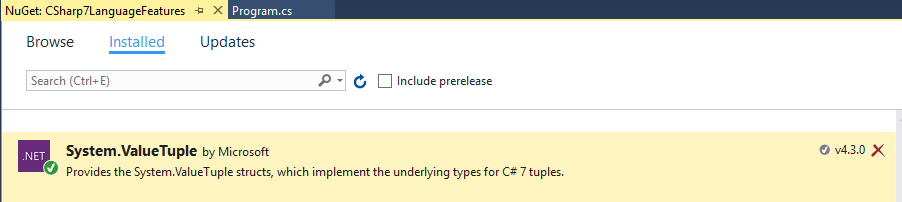 NuGet: CSharp7LanguageFeatures Program.cs
Browse Installed Updates
Search (Ctrl+E) Include prerelease
.NET System.ValueTuple by Microsoft v4.3.0
Provides the System.ValueTuple structs, which implement the underlying types for C# 7 tuples.